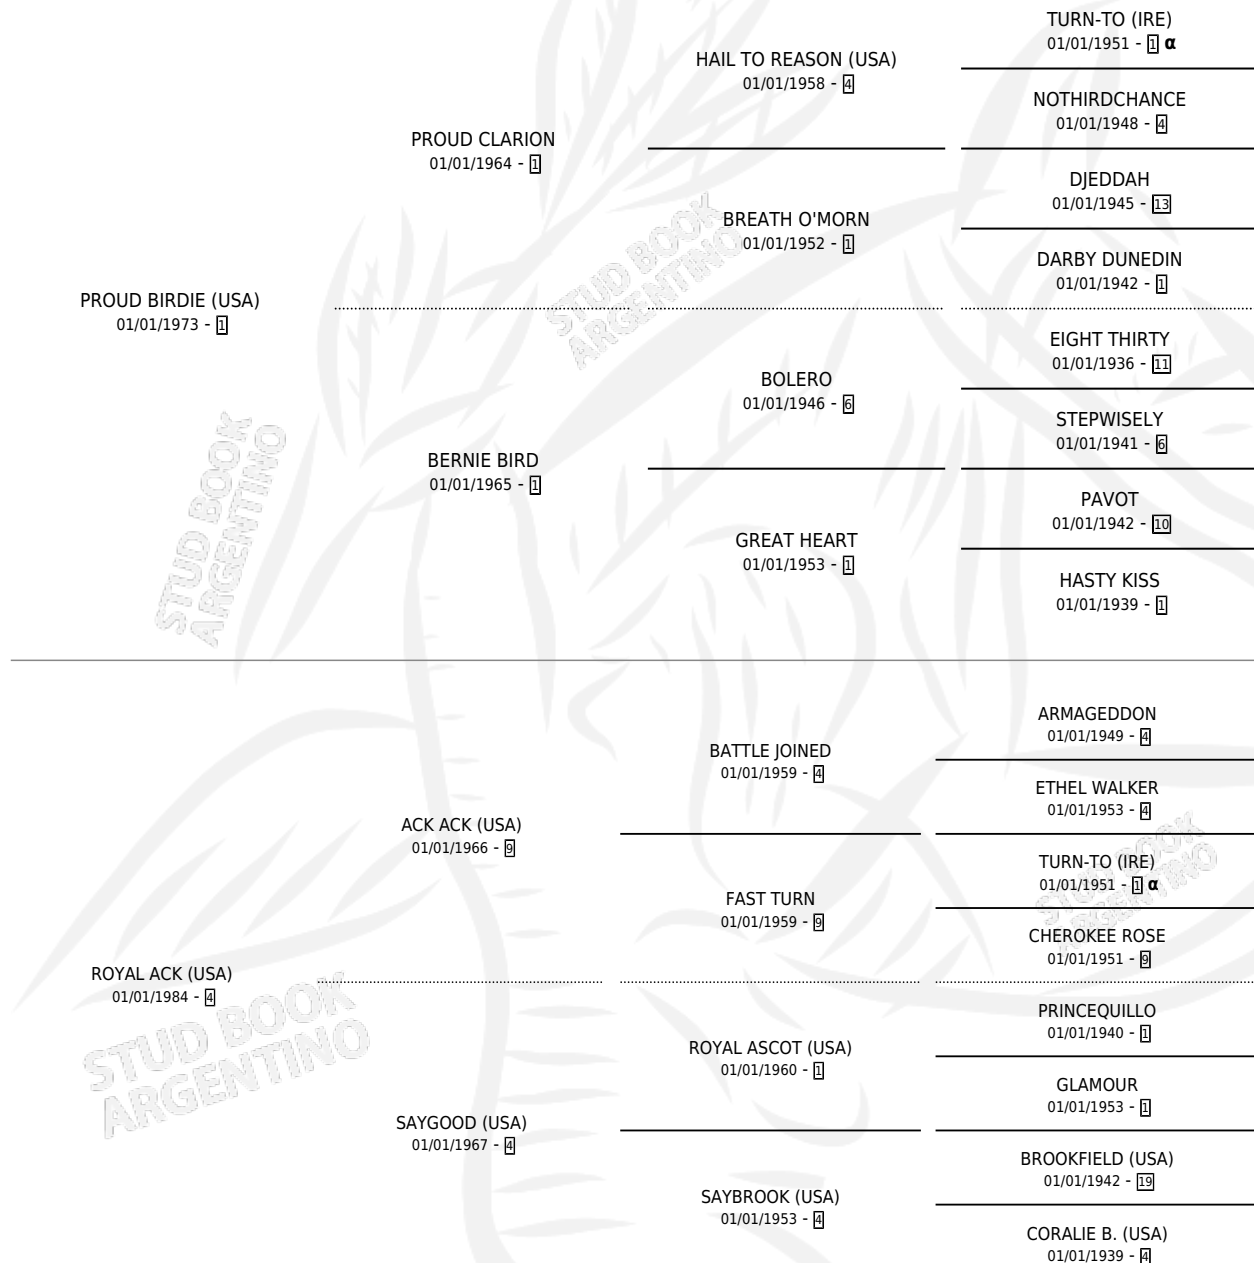 TURN-TO (IRE)
01/01/1951 - 1 α
HAIL TO REASON (USA)
01/01/1958 - 4
NOTHIRDCHANCE
01/01/1948 - 4
PROUD CLARION
01/01/1964 - 1
DJEDDAH
01/01/1945 - 13
BREATH O'MORN
01/01/1952 - 1
DARBY DUNEDIN
01/01/1942 - 1
PROUD BIRDIE (USA)
01/01/1973 - 1
EIGHT THIRTY
01/01/1936 - 11
BOLERO
01/01/1946 - 6
STEPWISELY
01/01/1941 - 6
BERNIE BIRD
01/01/1965 - 1
PAVOT
01/01/1942 - 10
GREAT HEART
01/01/1953 - 1
HASTY KISS
01/01/1939 - 1
STUD BOOK
ARGENTINO
STUD BOOK
ARGENTINO
ARMAGEDDON
01/01/1949 - 4
BATTLE JOINED
01/01/1959 - 4
ETHEL WALKER
01/01/1953 - 4
ACK ACK (USA)
01/01/1966 - 9
TURN-TO (IRE)
01/01/1951 - 1 α
FAST TURN
01/01/1959 - 9
CHEROKEE ROSE
01/01/1951 - 9
ROYAL ACK (USA)
01/01/1984 - 4
PRINCEQUILLO
01/01/1940 - 1
ROYAL ASCOT (USA)
01/01/1960 - 1
GLAMOUR
01/01/1953 - 1
SAYGOOD (USA)
01/01/1967 - 4
BROOKFIELD (USA)
01/01/1942 - 19
SAYBROOK (USA)
01/01/1953 - 4
CORALIE B. (USA)
01/01/1939 - 4
STUD BOOK
ARGENTINO
STUD BOOK
ARGENTINO